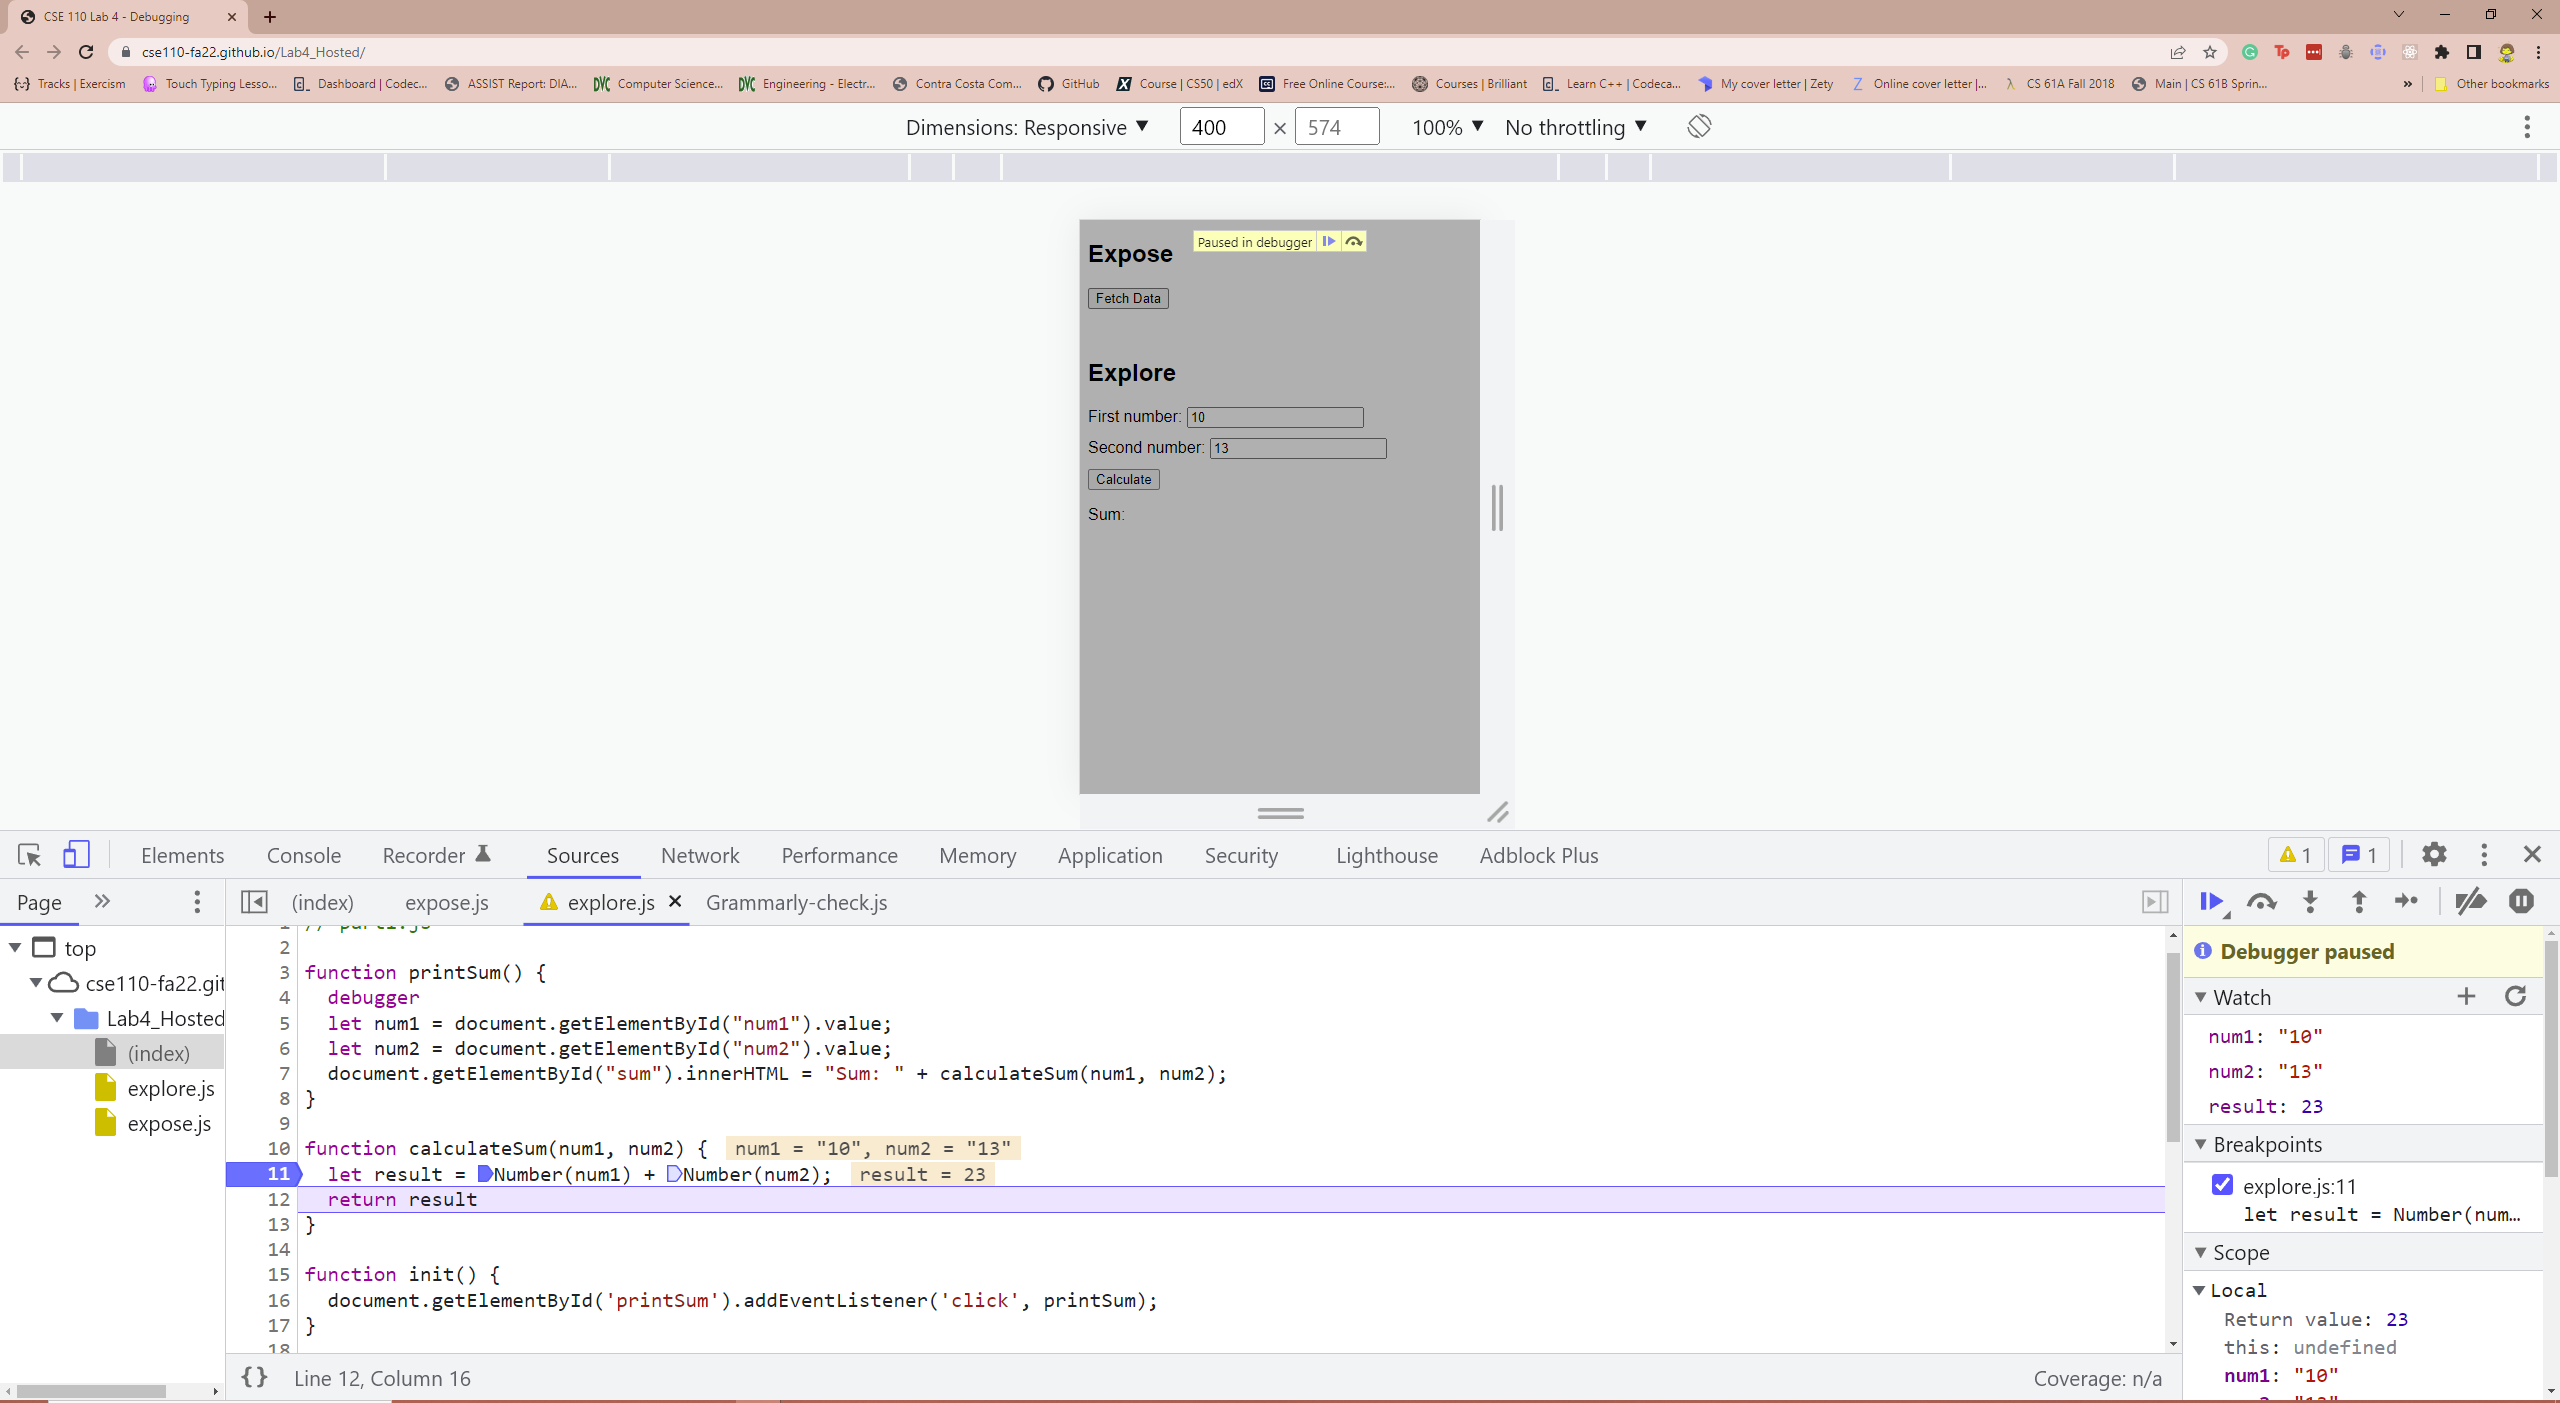 CSE 110 Lab 4 - Debugging
cse110-fa22.github.io/Lab4_Hosted/
Tracks | Exercism
Touch Typing Lesso...
Dashboard | Codec...
ASSIST Report: DIA...
Computer Science...
Engineering - Electr...
Contra Costa Com...
GitHub
Course | CS50 | edX
Free Online Course:...
Courses | Brilliant
Learn C++ | Codeca...
My cover letter | Zety
Online cover letter |...
CS 61A Fall 2018
Main | CS 61B Sprin...
»
Other bookmarks
Dimensions: Responsive ▼ 400 × 574 100% ▼ No throttling ▼
Expose
Paused in debugger
Fetch Data
Explore
First number: 10
Second number: 13
Calculate
Sum:
Elements Console Recorder Sources Network Performance Memory Application Security Lighthouse Adblock Plus 1 1
Page
(index) expose.js explore.js Grammarly-check.js
top
cse110-fa22.git
Lab4_Hosted
(index)
explore.js
expose.js
2
3 function printSum() {
4 debugger
5 let num1 = document.getElementById("num1").value;
6 let num2 = document.getElementById("num2").value;
7 document.getElementById("sum").innerHTML = "Sum: " + calculateSum(num1, num2);
8 }
9
10 function calculateSum(num1, num2) { num1 = "10", num2 = "13"
11 let result = Number(num1) + Number(num2); result = 23
12 return result
13 }
14
15 function init() {
16 document.getElementById('printSum').addEventListener('click', printSum);
17 }
18
{} Line 12, Column 16
Coverage: n/a
Debugger paused
Watch
num1: "10"
num2: "13"
result: 23
Breakpoints
explore.js:11
let result = Number(num…
Scope
Local
Return value: 23
this: undefined
num1: "10"